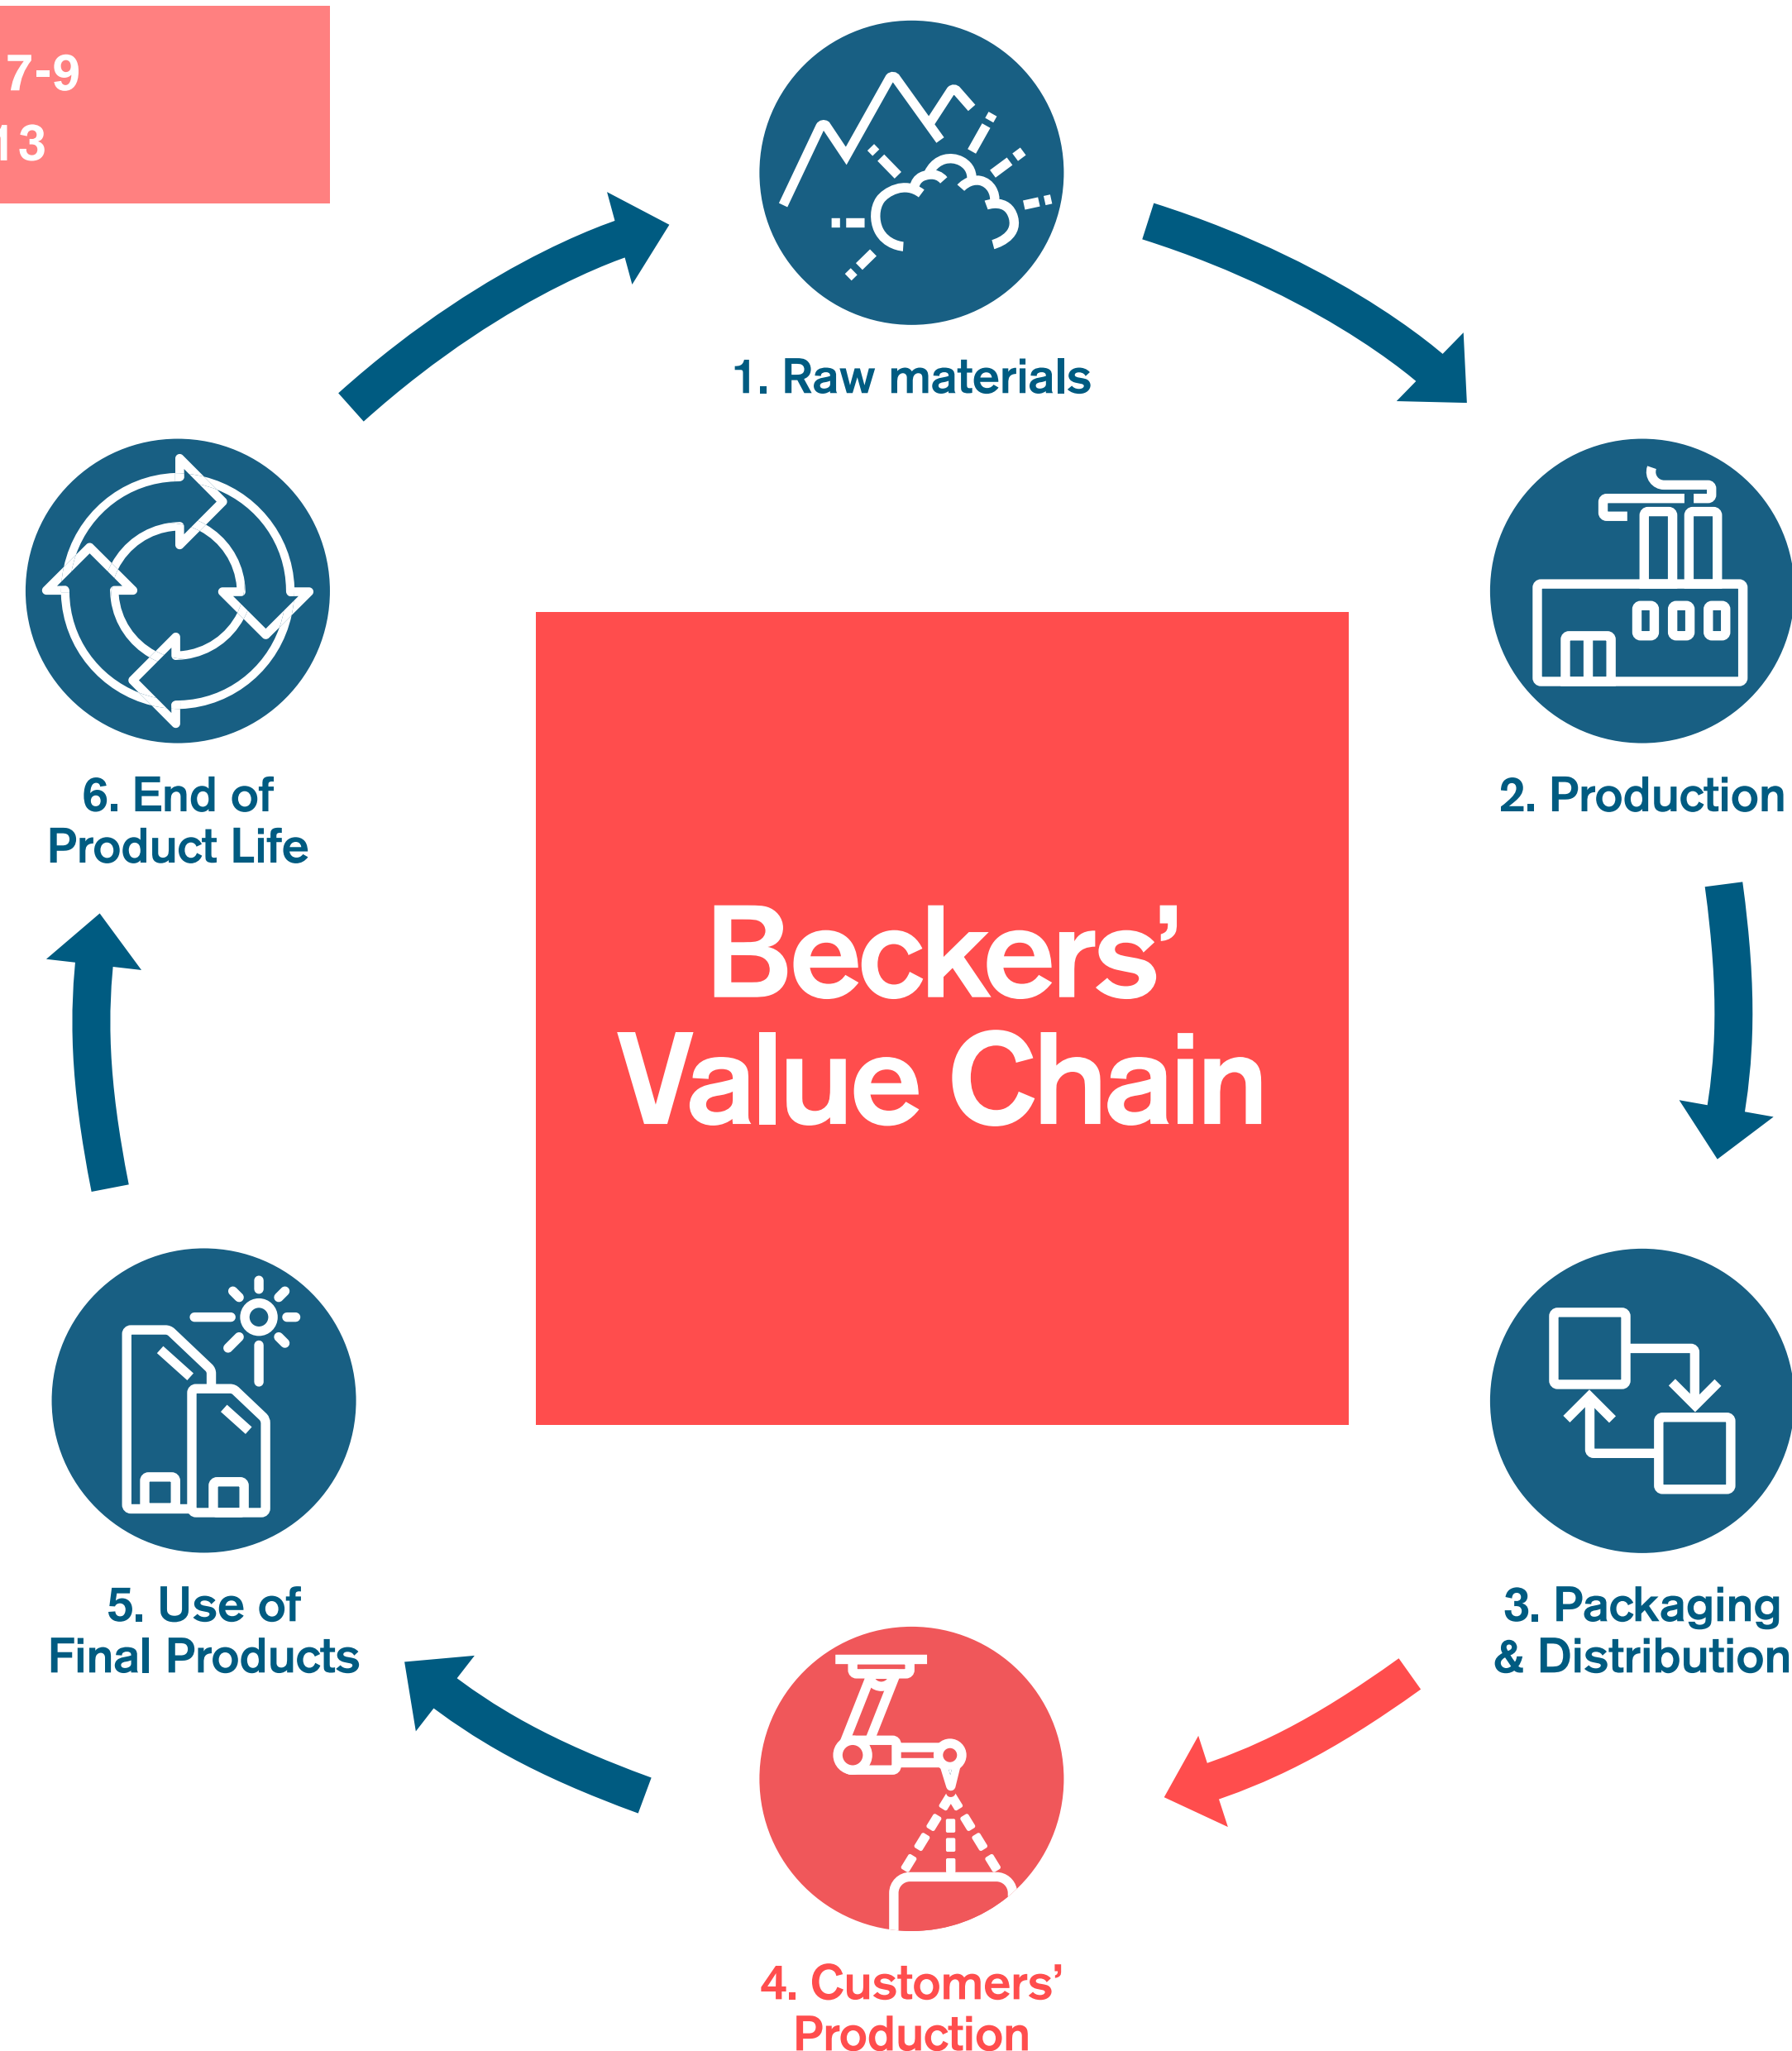 7-9
13
1. Raw materials
6. End of
Product Life
2. Production
Beckers’
Value Chain
5. Use of
Final Products
3. Packaging
& Distribution
4. Customers’
Production